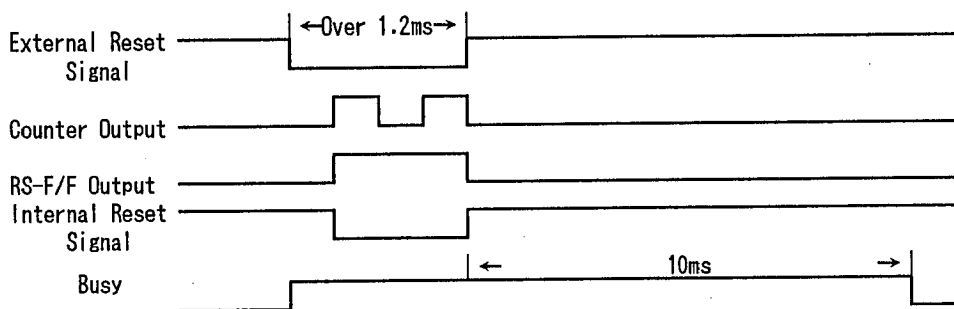 Over 1.2ms
External Reset
Signal
Counter Output
RS-F/F Output
Internal Reset
Signal
10ms
Busy